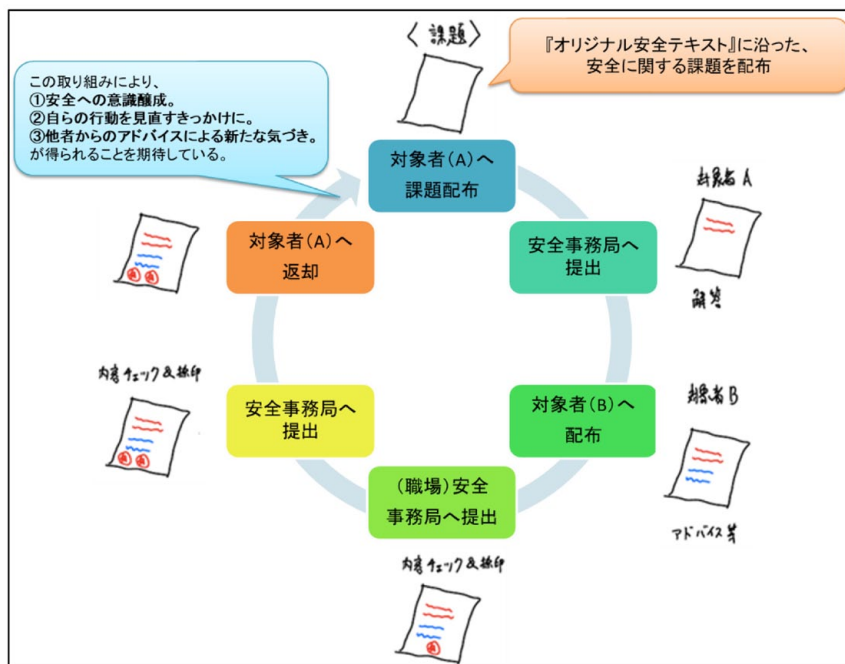 〈課題〉
『オリジナル安全テキスト』に沿った、
安全に関する課題を配布
この取り組みにより、
①安全への意識醸成。
②自らの行動を見直すきっかけに。
③他者からのアドバイスによる新たな気づき。
が得られることを期待している。
対象者(A)へ
課題配布
対象者A
安全事務局へ
提出
解答
対象者(B)へ
配布
対象者B
アドバイス等
(職場)安全
事務局へ提出
内容チェック&捺印
安全事務局へ
提出
内容チェック&捺印
対象者(A)へ
返却